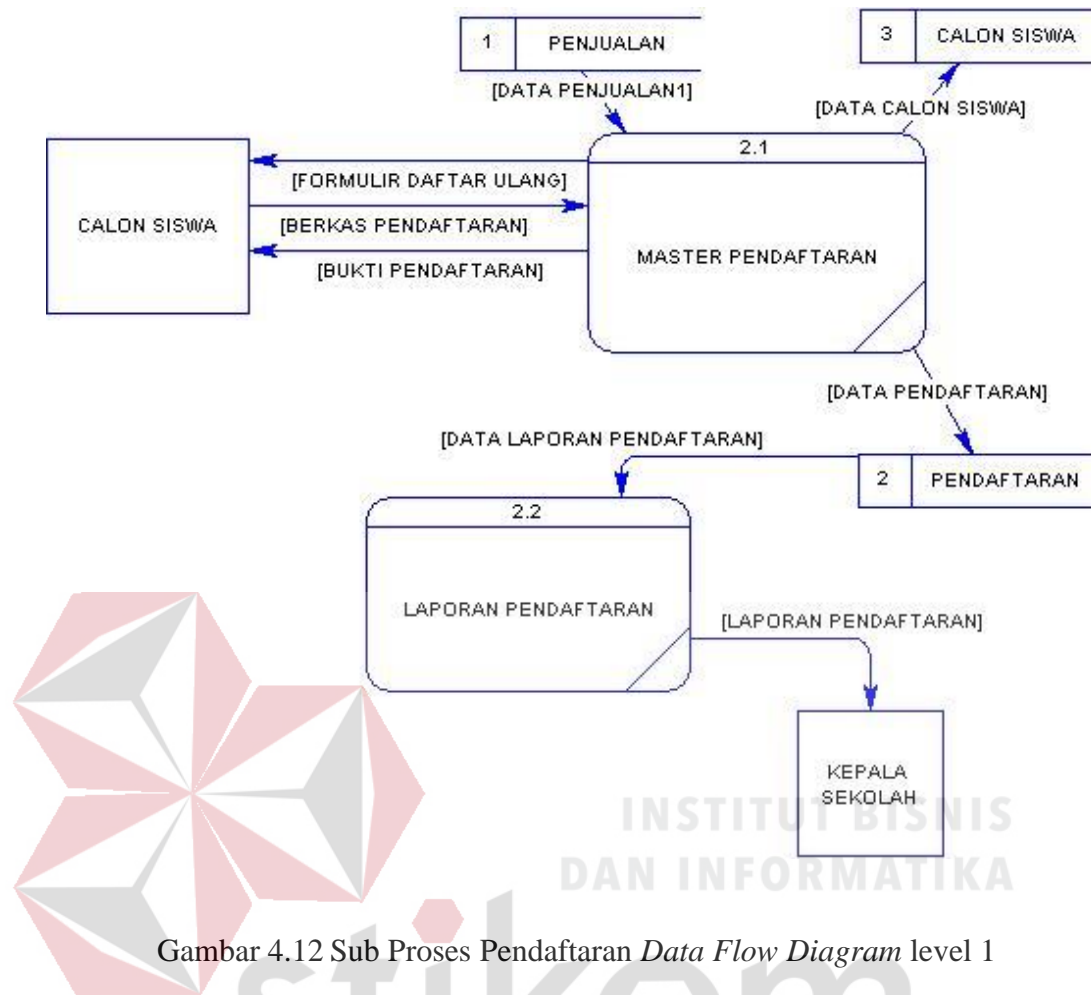 1 PENJUALAN
3 CALON SISWA
[DATA PENJUALAN1]
[DATA CALON SISWA]
2.1
[FORMULIR DAFTAR ULANG]
CALON SISWA
[BERKAS PENDAFTARAN]
MASTER PENDAFTARAN
[BUKTI PENDAFTARAN]
[DATA PENDAFTARAN]
[DATA LAPORAN PENDAFTARAN]
2 PENDAFTARAN
2.2
LAPORAN PENDAFTARAN
[LAPORAN PENDAFTARAN]
KEPALA
SEKOLAH
INSTITUT BISNIS
DAN INFORMATIKA
Gambar 4.12 Sub Proses Pendaftaran Data Flow Diagram level 1
stikom